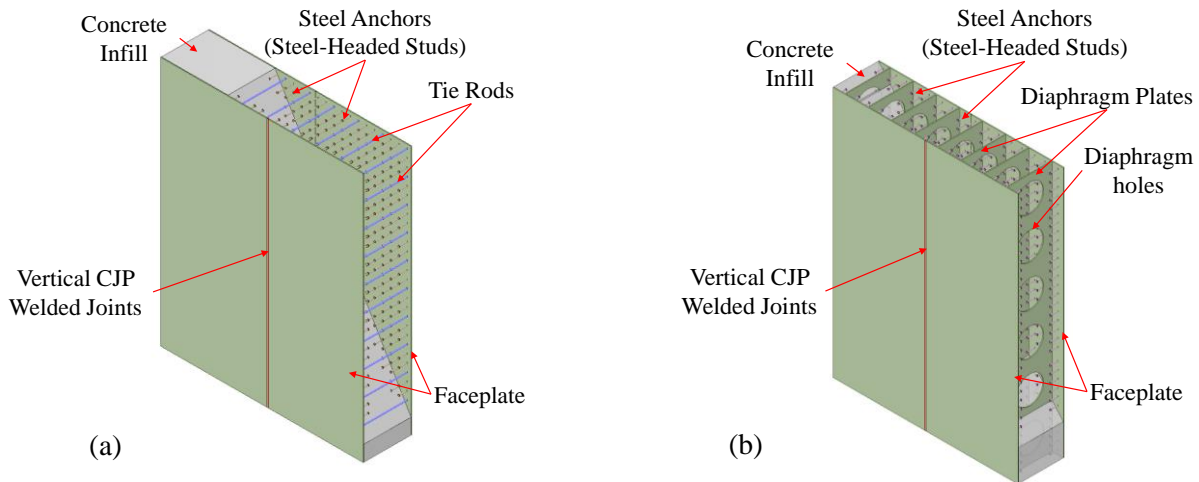 Concrete
Infill
Steel Anchors
(Steel-Headed Studs)
Tie Rods
Vertical CJP
Welded Joints
Faceplate
(a)
Concrete
Infill
Steel Anchors
(Steel-Headed Studs)
Diaphragm Plates
Diaphragm
holes
Vertical CJP
Welded Joints
Faceplate
(b)